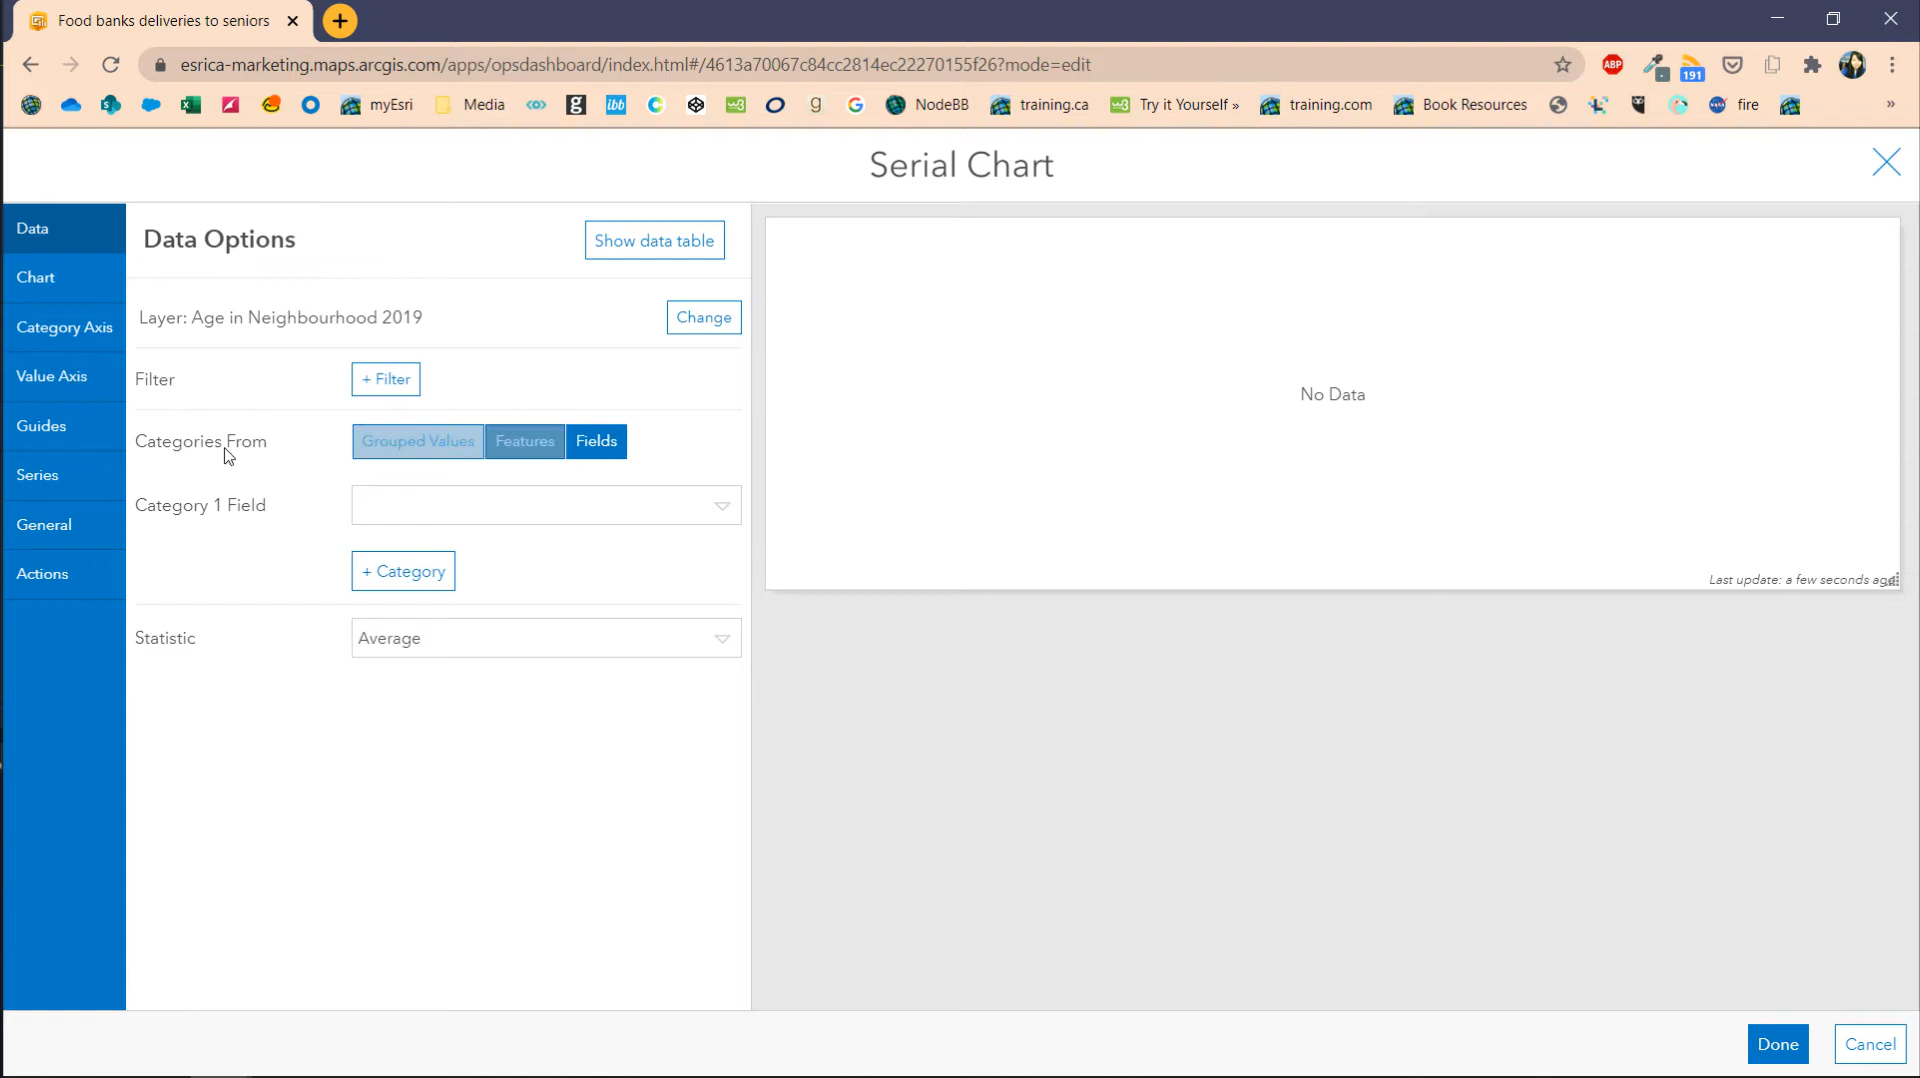 Food banks deliveries to seniors
esrica-marketing.maps.arcgis.com/apps/opsdashboard/index.html#/4613a70067c84cc2814ec22270155f26?mode=edit
ABP
191
myEsri Media ibb NodeBB training.ca Try it Yourself » training.com Book Resources fire »
Serial Chart
Data
Chart
Category Axis
Value Axis
Guides
Series
General
Actions
Data Options
Show data table
Layer: Age in Neighbourhood 2019
Change
Filter
+ Filter
Categories From
Grouped Values
Features
Fields
Category 1 Field
+ Category
Statistic
Average
No Data
Last update: a few seconds ago
Done
Cancel